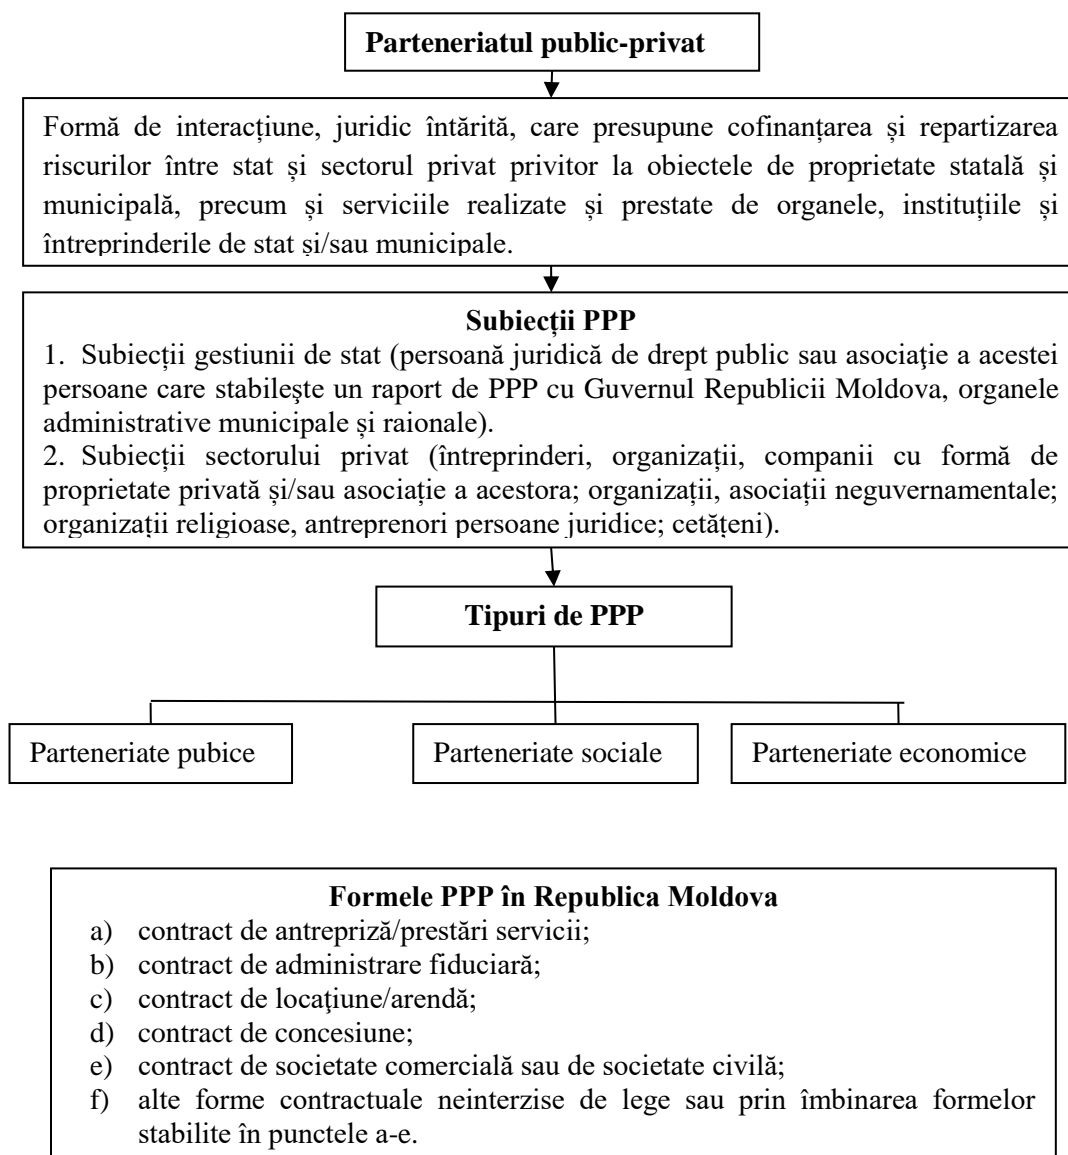 Parteneriatul public-privat
Formă de interacțiune, juridic întărită, care presupune cofinanțarea și repartizarea
riscurilor între stat și sectorul privat privitor la obiectele de proprietate statală și
municipală, precum și serviciile realizate și prestate de organele, instituțiile și
întreprinderile de stat și/sau municipale.
Subiecții PPP
1. Subiecții gestiunii de stat (persoană juridică de drept public sau asociaţie a acestei
persoane care stabileşte un raport de PPP cu Guvernul Republicii Moldova, organele
administrative municipale și raionale).
2. Subiecții sectorului privat (întreprinderi, organizații, companii cu formă de
proprietate privată și/sau asociație a acestora; organizații, asociații neguvernamentale;
organizații religioase, antreprenori persoane juridice; cetățeni).
Tipuri de PPP
Parteneriate pubice
Parteneriate sociale
Parteneriate economice
Formele PPP în Republica Moldova
a) contract de antrepriză/prestări servicii;
b) contract de administrare fiduciară;
c) contract de locaţiune/arendă;
d) contract de concesiune;
e) contract de societate comercială sau de societate civilă;
f) alte forme contractuale neinterzise de lege sau prin îmbinarea formelor
stabilite în punctele a-e.